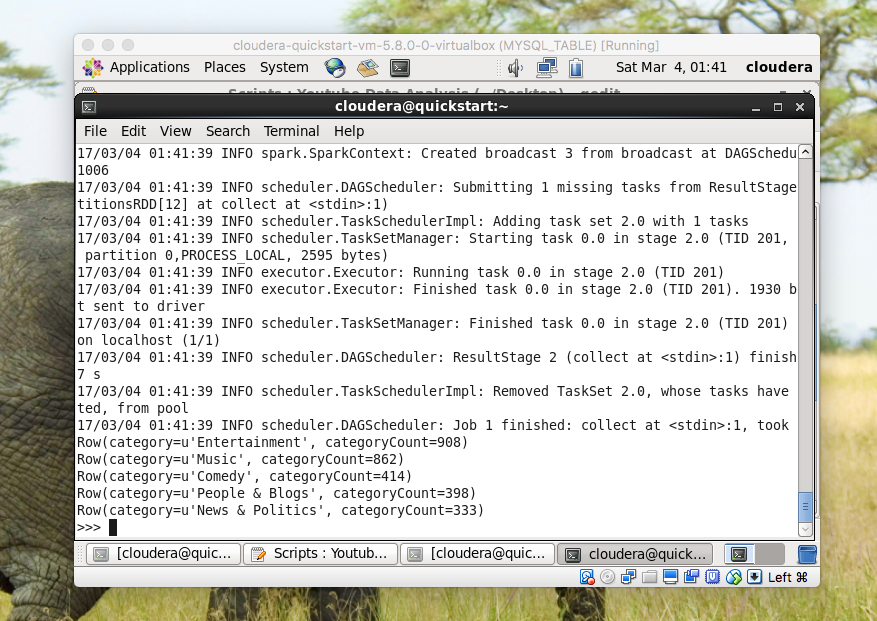 cloudera-quickstart-vm-5.8.0-0-virtualbox (MYSQL_TABLE) [Running]
Applications Places System Sat Mar 4, 01:41 cloudera
Scripts : Youtube Data Analysis (~/Desktop) - gedit
cloudera@quickstart:~
File Edit View Search Terminal Help
17/03/04 01:41:39 INFO spark.SparkContext: Created broadcast 3 from broadcast at DAGSchedu
1006
17/03/04 01:41:39 INFO scheduler.DAGScheduler: Submitting 1 missing tasks from ResultStage
titionsRDD[12] at collect at <stdin>:1)
17/03/04 01:41:39 INFO scheduler.TaskSchedulerImpl: Adding task set 2.0 with 1 tasks
17/03/04 01:41:39 INFO scheduler.TaskSetManager: Starting task 0.0 in stage 2.0 (TID 201,
partition 0,PROCESS_LOCAL, 2595 bytes)
17/03/04 01:41:39 INFO executor.Executor: Running task 0.0 in stage 2.0 (TID 201)
17/03/04 01:41:39 INFO executor.Executor: Finished task 0.0 in stage 2.0 (TID 201). 1930 b
t sent to driver
17/03/04 01:41:39 INFO scheduler.TaskSetManager: Finished task 0.0 in stage 2.0 (TID 201)
on localhost (1/1)
17/03/04 01:41:39 INFO scheduler.DAGScheduler: ResultStage 2 (collect at <stdin>:1) finish
7 s
17/03/04 01:41:39 INFO scheduler.TaskSchedulerImpl: Removed TaskSet 2.0, whose tasks have
ted, from pool
17/03/04 01:41:39 INFO scheduler.DAGScheduler: Job 1 finished: collect at <stdin>:1, took
Row(category=u'Entertainment', categoryCount=908)
Row(category=u'Music', categoryCount=862)
Row(category=u'Comedy', categoryCount=414)
Row(category=u'People & Blogs', categoryCount=398)
Row(category=u'News & Politics', categoryCount=333)
>>>
[cloudera@quic... Scripts : Youtub... [cloudera@quic... cloudera@quick...
Left ⌘